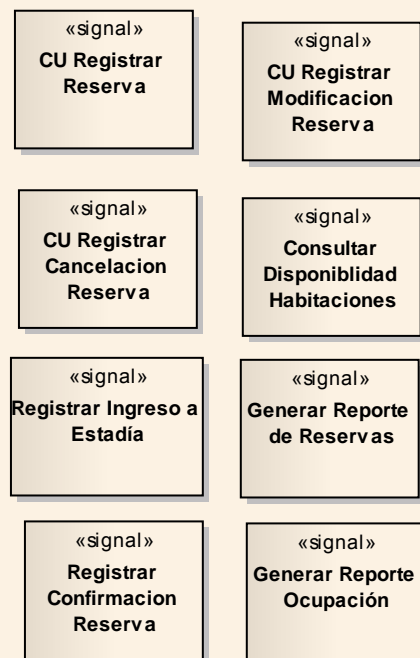 «signal»
CU Registrar
Reserva
«signal»
CU Registrar
Modificacion
Reserva
«signal»
CU Registrar
Cancelacion
Reserva
«signal»
Consultar
Disponiblidad
Habitaciones
«signal»
Registrar Ingreso a
Estadía
«signal»
Generar Reporte
de Reservas
«signal»
Registrar
Confirmacion
Reserva
«signal»
Generar Reporte
Ocupación